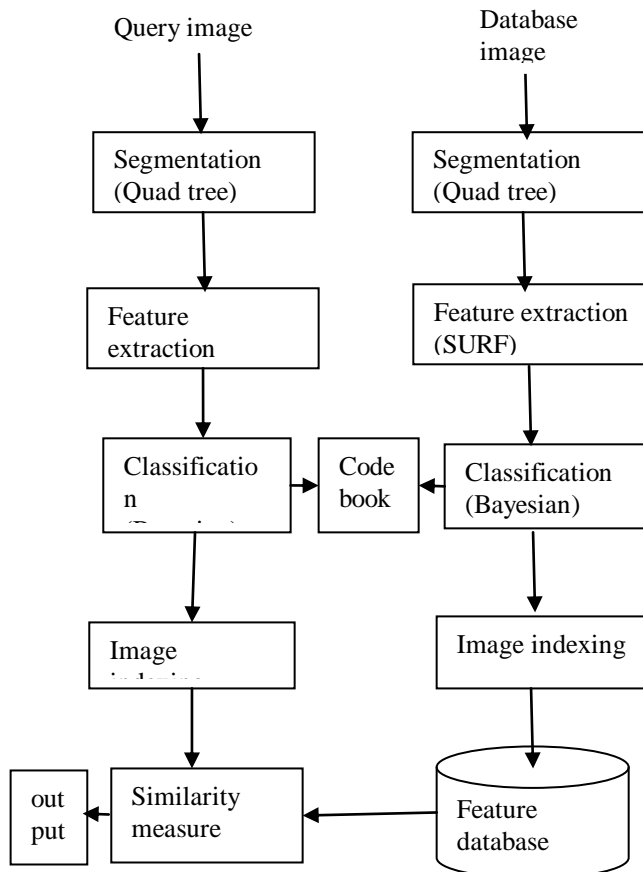 Query image
Database
image
Segmentation
(Quad tree)
Segmentation
(Quad tree)
Feature
extraction
Feature extraction
(SURF)
Classificatio
n
Code
book
Classification
(Bayesian)
Image
Image indexing
out
put
Similarity
measure
Feature
database